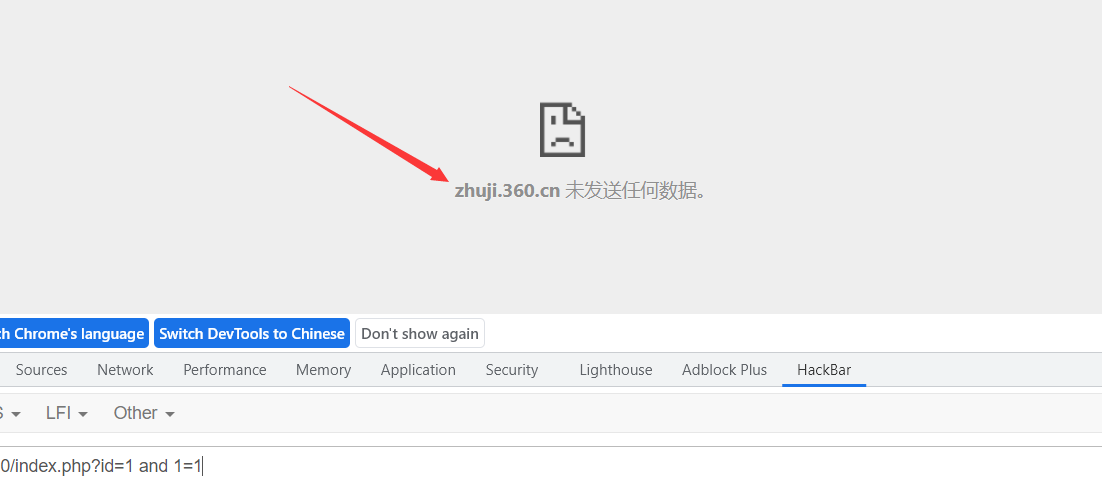 zhuji.360.cn 未发送任何数据。
ch Chrome's language Switch DevTools to Chinese Don't show again
Sources Network Performance Memory Application Security Lighthouse Adblock Plus HackBar
S LFI Other
0/index.php?id=1 and 1=1